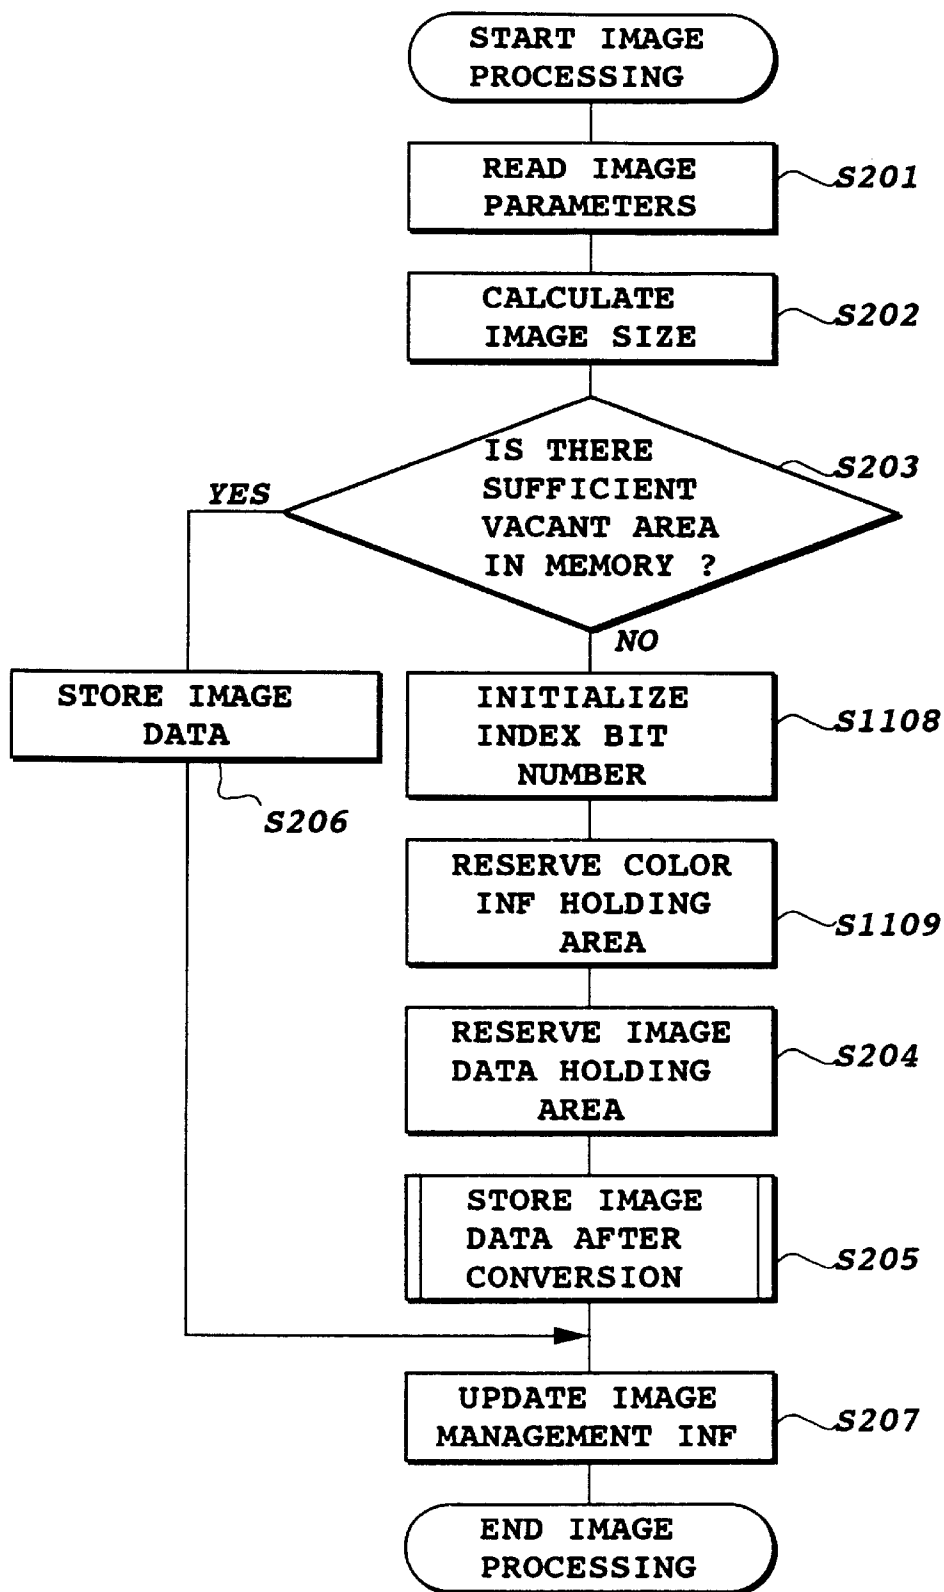 START IMAGE
PROCESSING
READ IMAGE
PARAMETERS
S201
CALCULATE
IMAGE SIZE
S202
IS THERE
SUFFICIENT
VACANT AREA
IN MEMORY ?
S203
YES
NO
STORE IMAGE
DATA
S206
INITIALIZE
INDEX BIT
NUMBER
S1108
RESERVE COLOR
INF HOLDING
AREA
S1109
RESERVE IMAGE
DATA HOLDING
AREA
S204
STORE IMAGE
DATA AFTER
CONVERSION
S205
UPDATE IMAGE
MANAGEMENT INF
S207
END IMAGE
PROCESSING